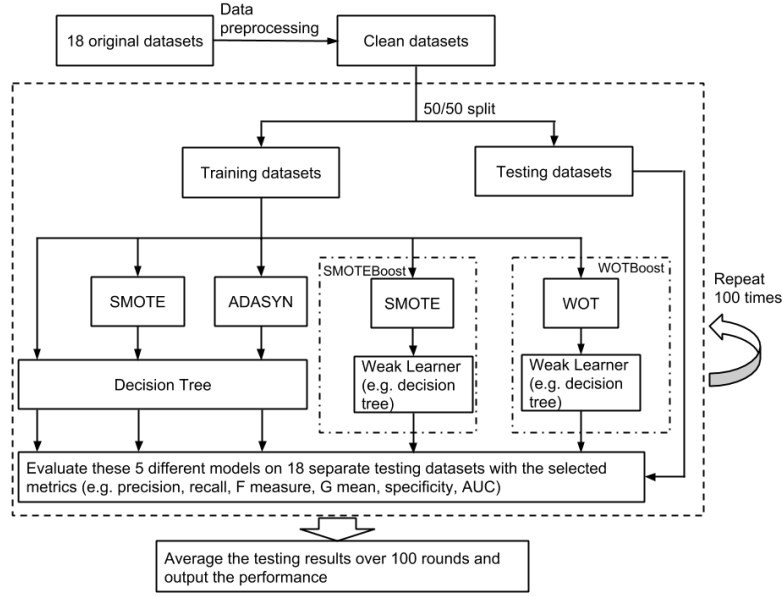 Data
preprocessing
18 original datasets
Clean datasets
50/50 split
Training datasets
Testing datasets
SMOTEBoost
WOTBoost
SMOTE
ADASYN
SMOTE
WOT
Repeat
100 times
Decision Tree
Weak Learner
(e.g. decision
tree)
Weak Learner
(e.g. decision
tree)
Evaluate these 5 different models on 18 separate testing datasets with the selected
metrics (e.g. precision, recall, F measure, G mean, specificity, AUC)
Average the testing results over 100 rounds and
output the performance